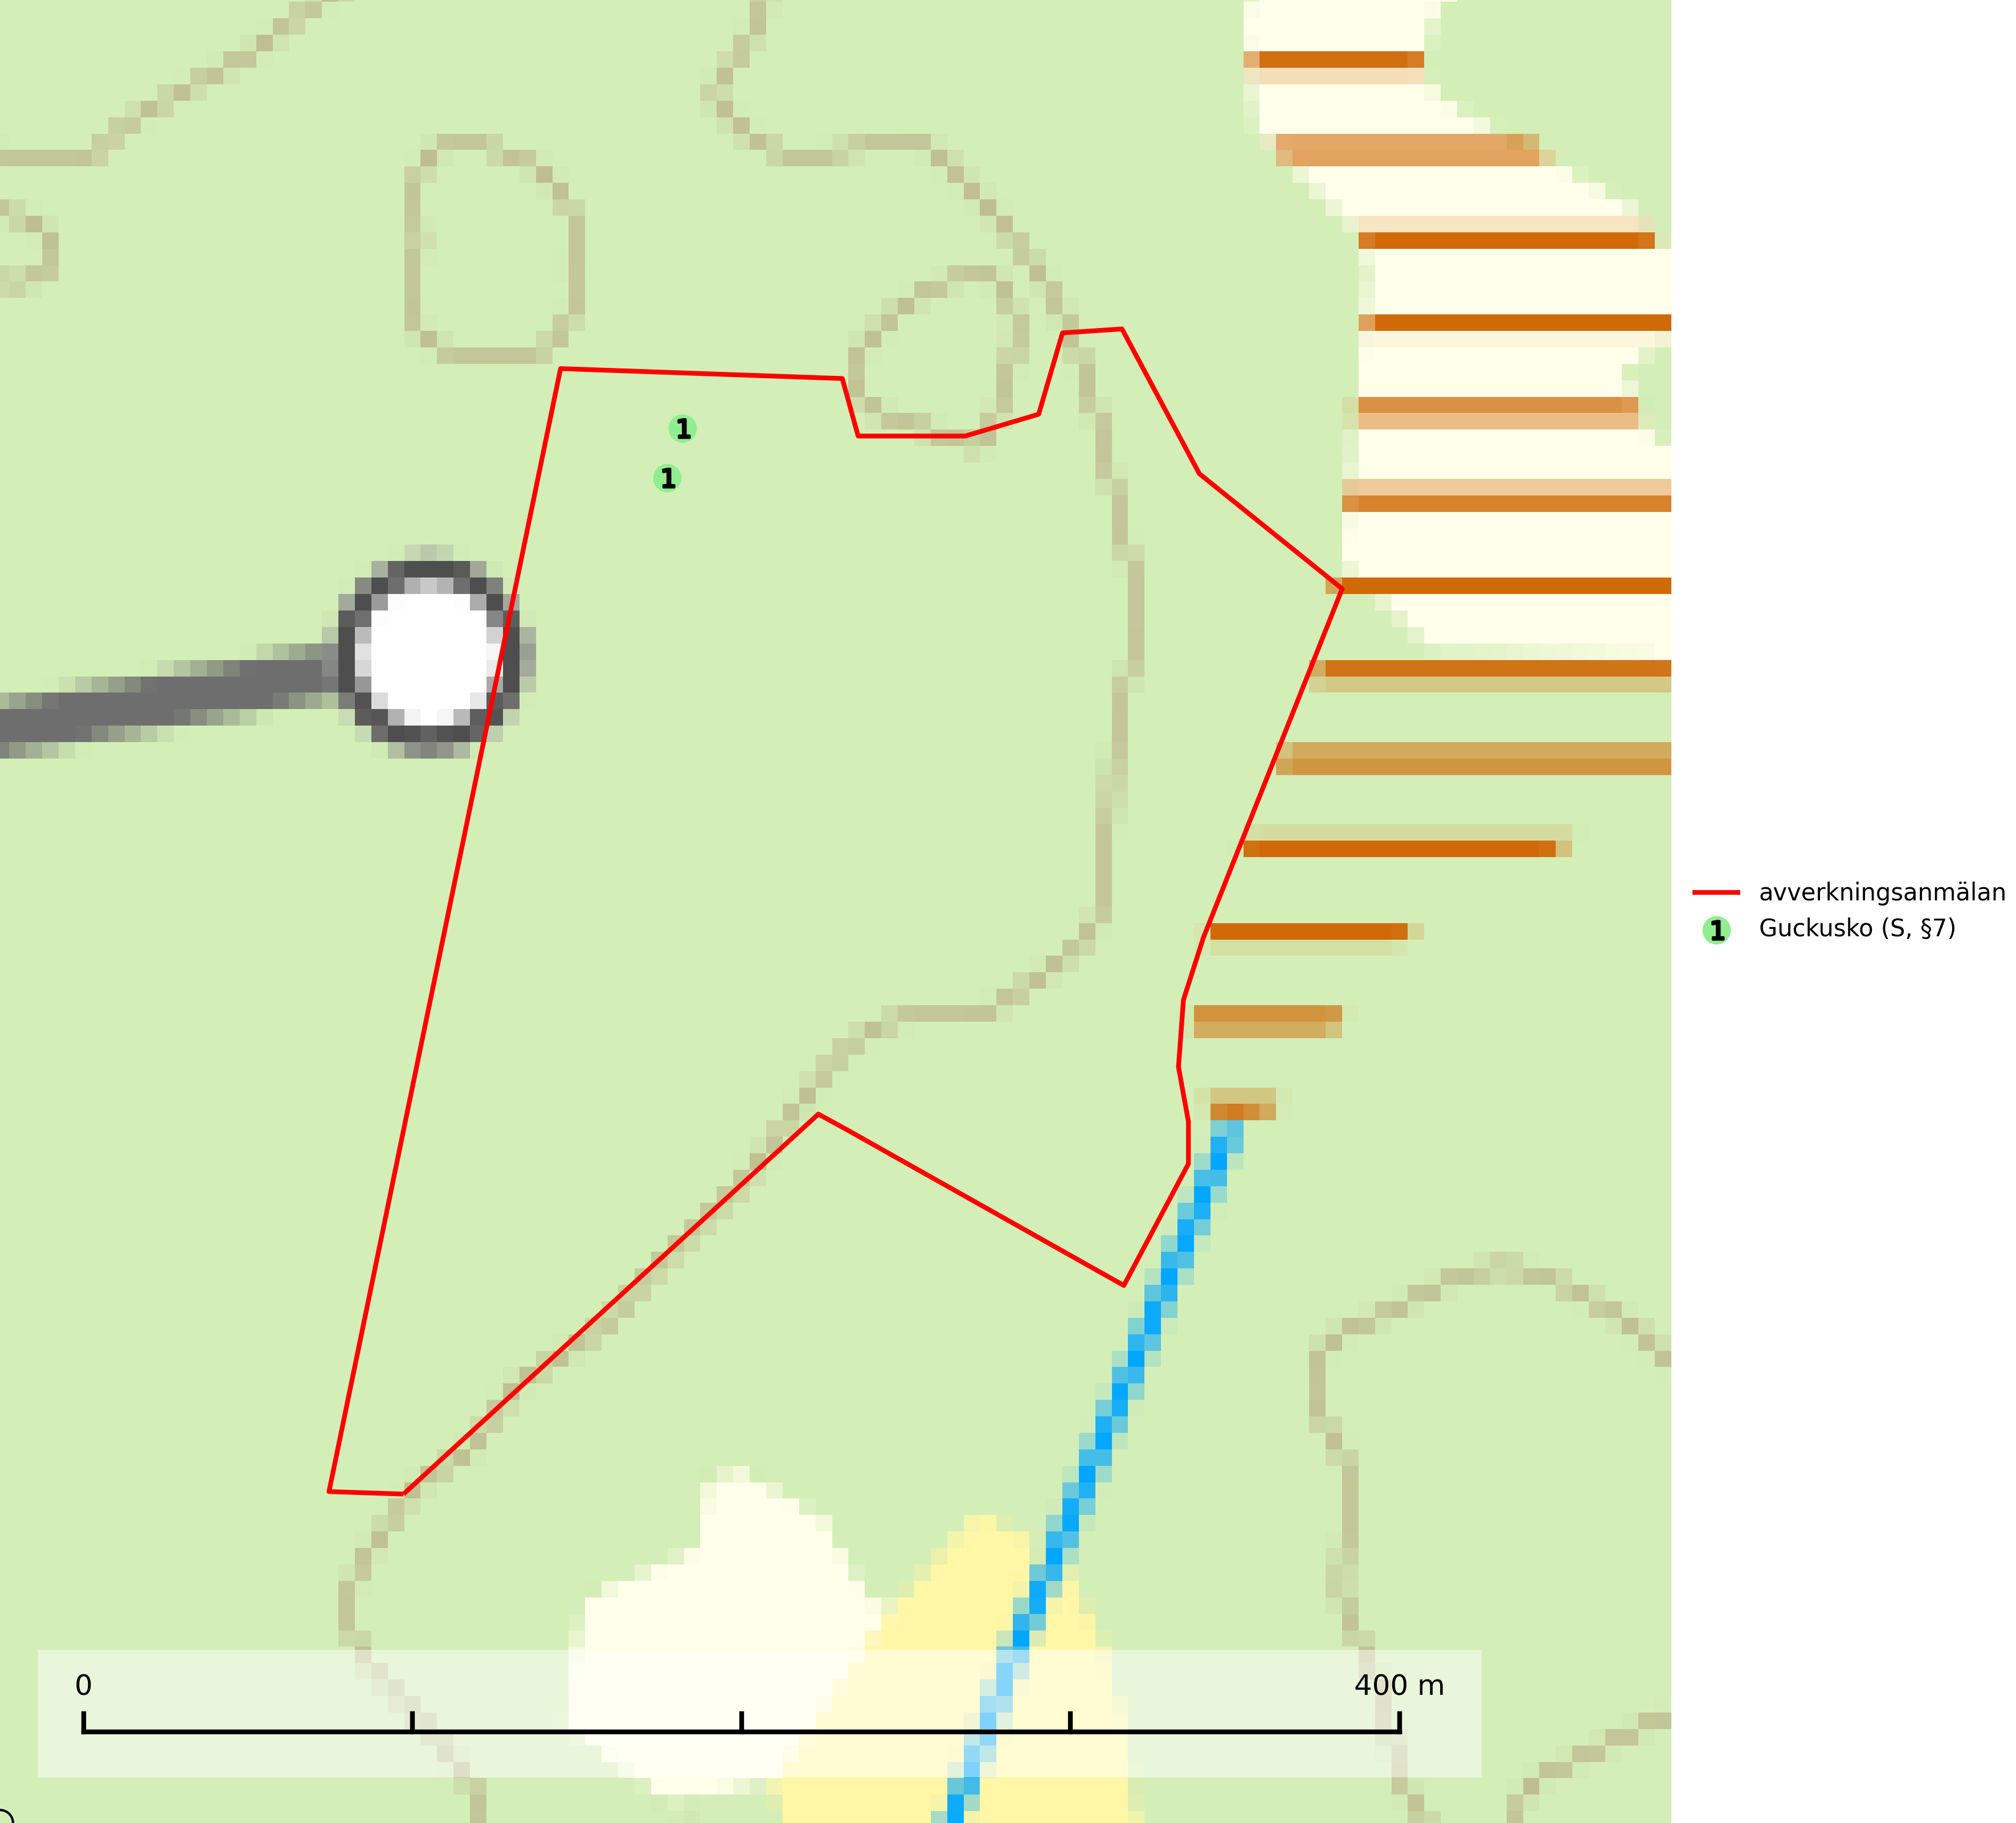 1
1
avverkningsanmälan
1 Guckusko (S, §7)
0 400 m